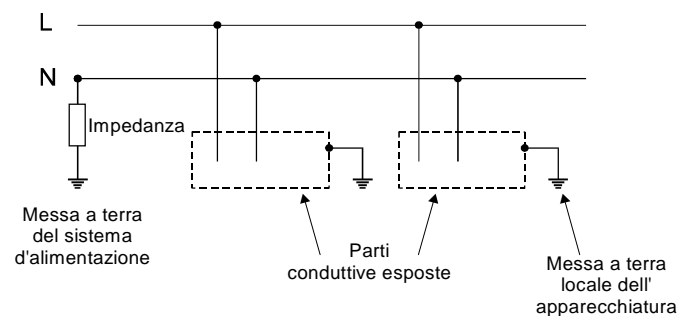 L
N
Impedanza
Messa a terra
del sistema
d'alimentazione
Parti
conduttive esposte
Messa a terra
locale dell'
apparecchiatura